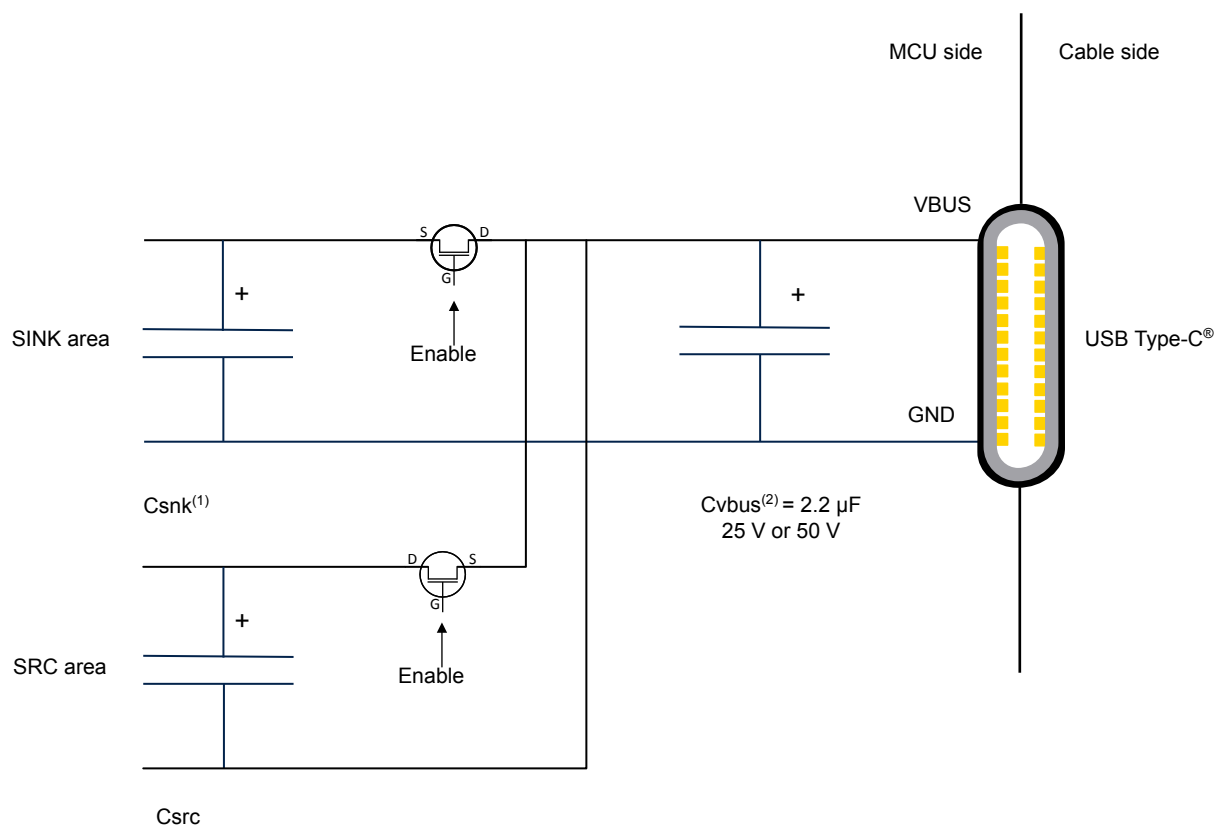 MCU side
Cable side
VBUS
S
D
G
+
+
SINK area
Enable
USB Type-C®
GND
Csnk(1)
Cvbus(2) = 2.2 µF
25 V or 50 V
D
S
G
+
SRC area
Enable
Csrc